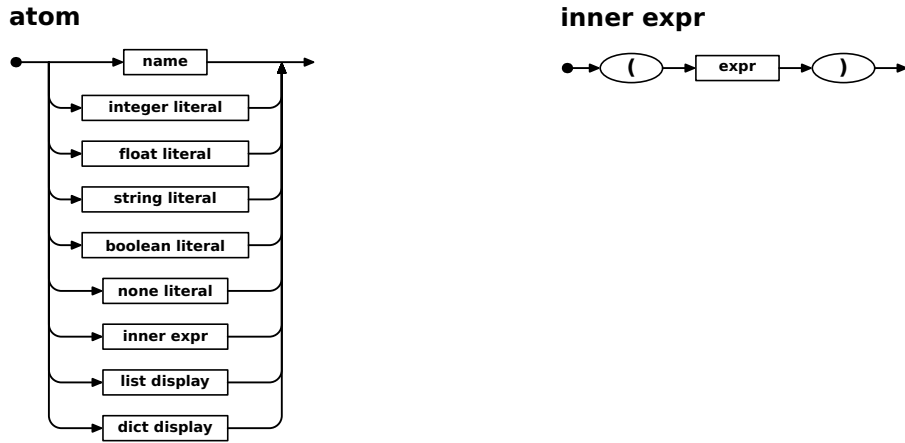 atom
name
integer literal
float literal
string literal
boolean literal
none literal
inner expr
list display
dict display
inner expr
( expr )